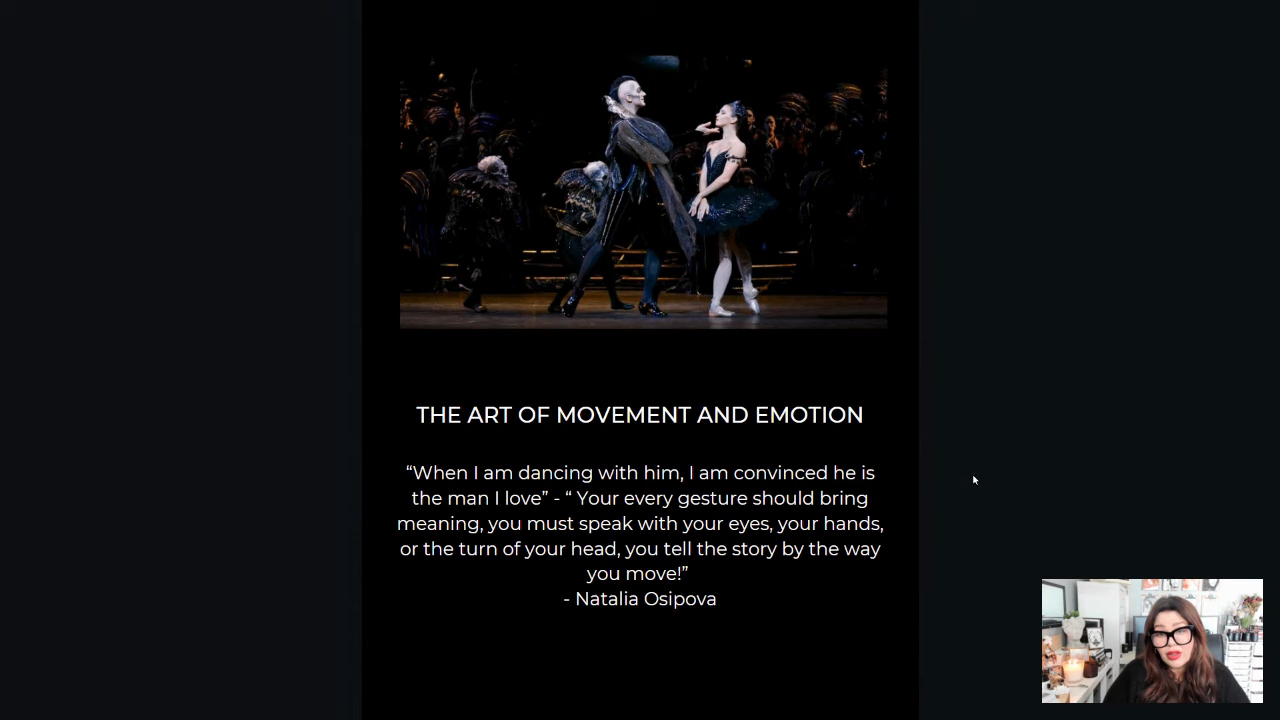 THE ART OF MOVEMENT AND EMOTION
“When I am dancing with him, I am convinced he is
the man I love” - “ Your every gesture should bring
meaning, you must speak with your eyes, your hands,
or the turn of your head, you tell the story by the way
you move!”
- Natalia Osipova